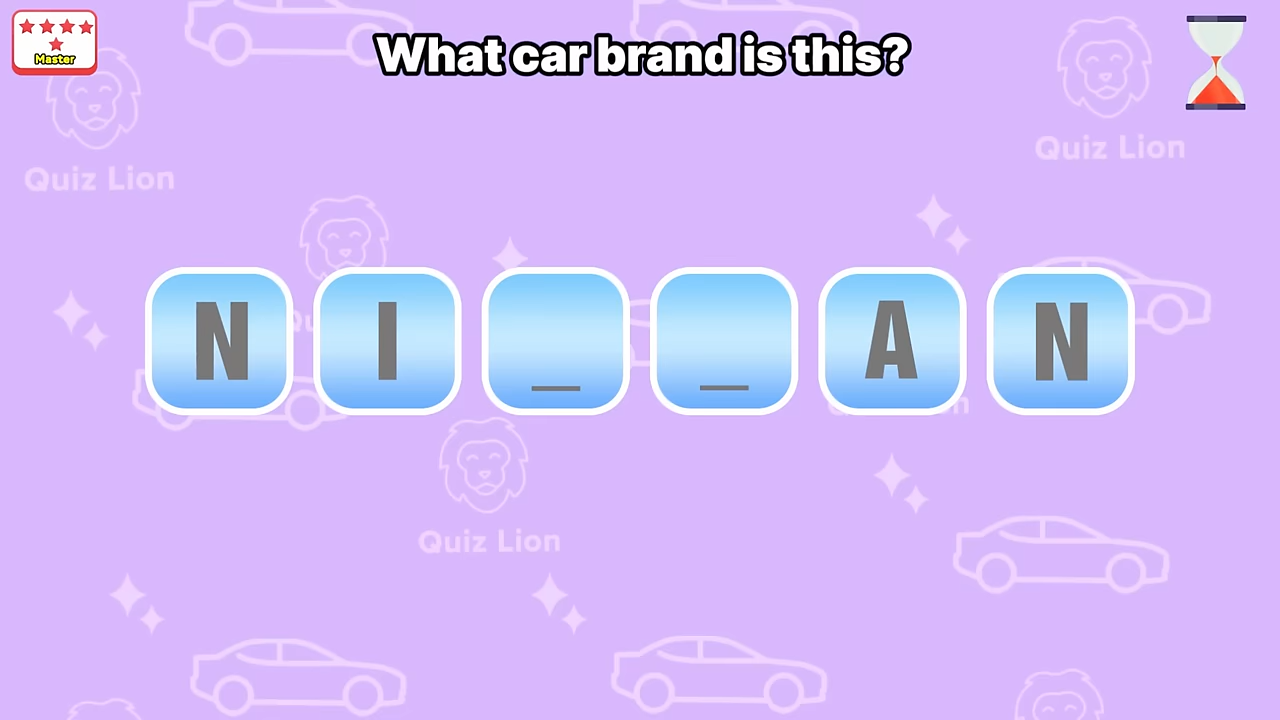 What car brand is this?
Master
Quiz Lion
Quiz Lion
N I _ _ A N
Quiz Lion